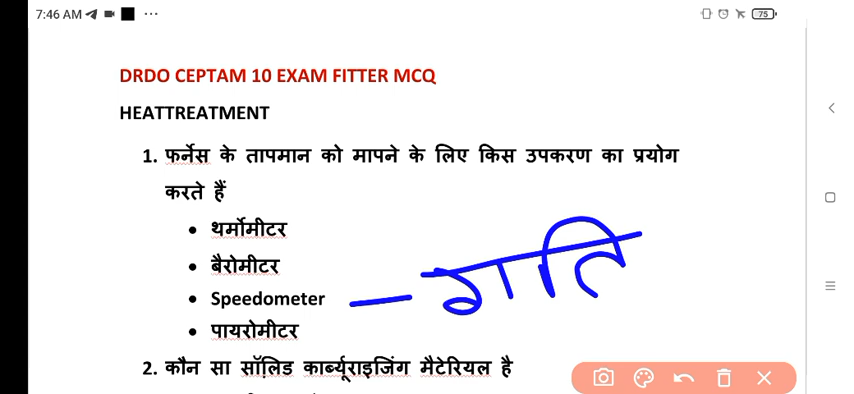 7:46 AM
75
DRDO CEPTAM 10 EXAM FITTER MCQ
HEATTREATMENT
1. फर्नेस के तापमान को मापने के लिए किस उपकरण का प्रयोग
करते हैं
• थर्मोमीटर
• बैरोमीटर
• Speedometer – गति
• पायरोमीटर
2. कौन सा सॉलिड कार्ब्यूराइजिंग मैटेरियल है